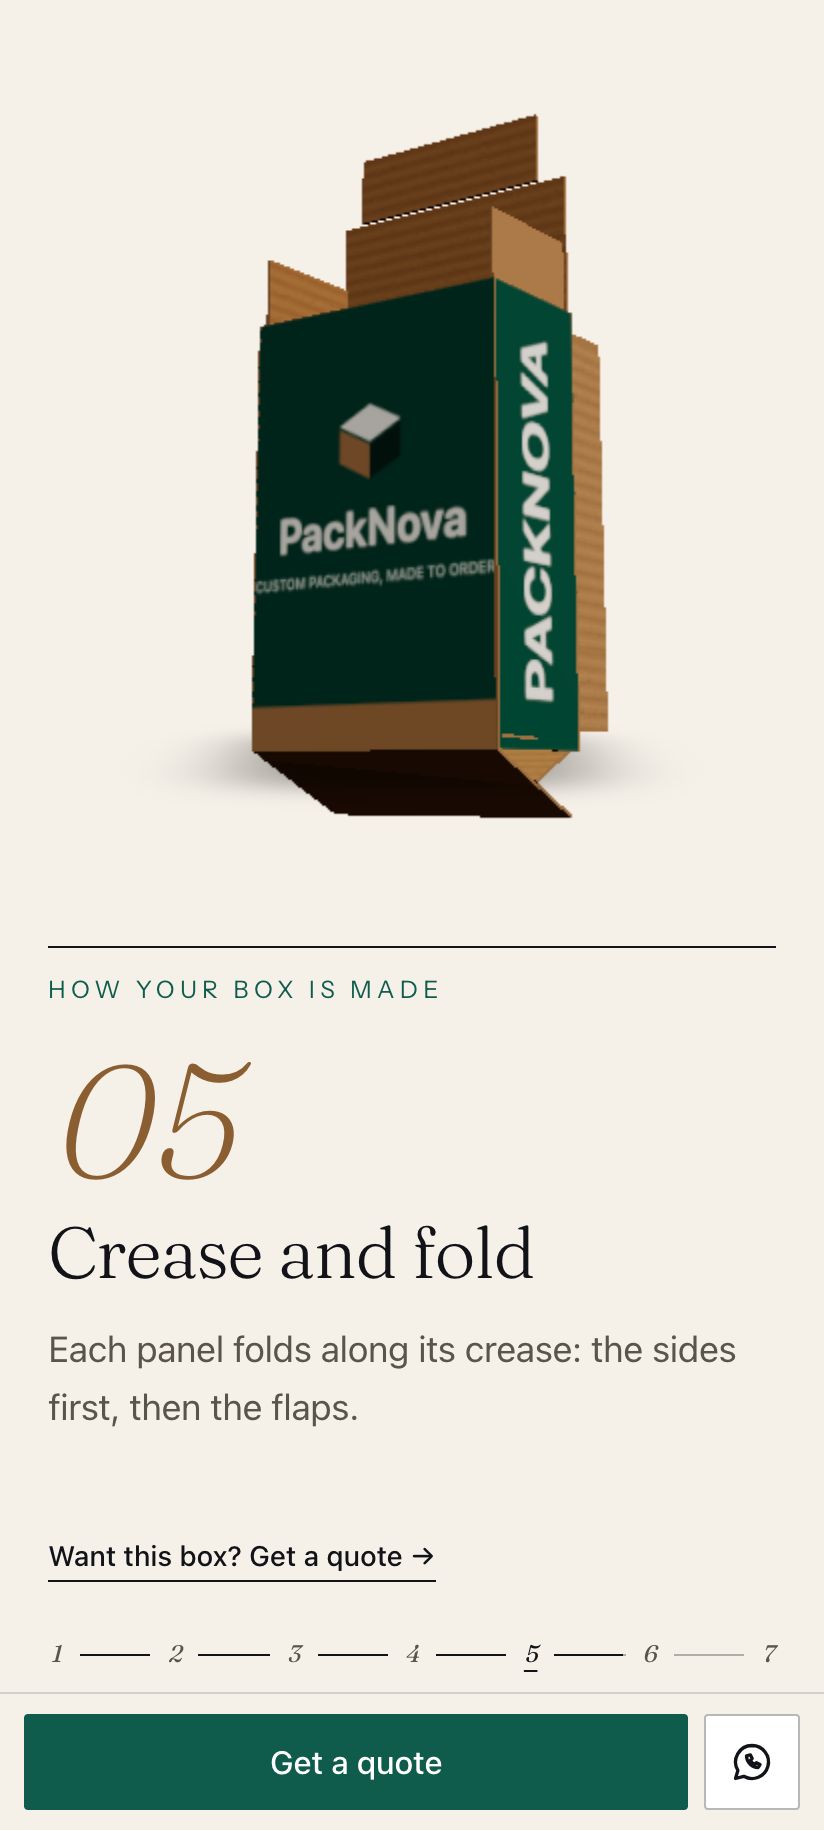 PackNova
CUSTOM PACKAGING, MADE TO ORDER
PACKNOVA
HOW YOUR BOX IS MADE
05
Crease and fold
Each panel folds along its crease: the sides
first, then the flaps.
Want this box? Get a quote →
1 2 3 4 5 6 7
Get a quote